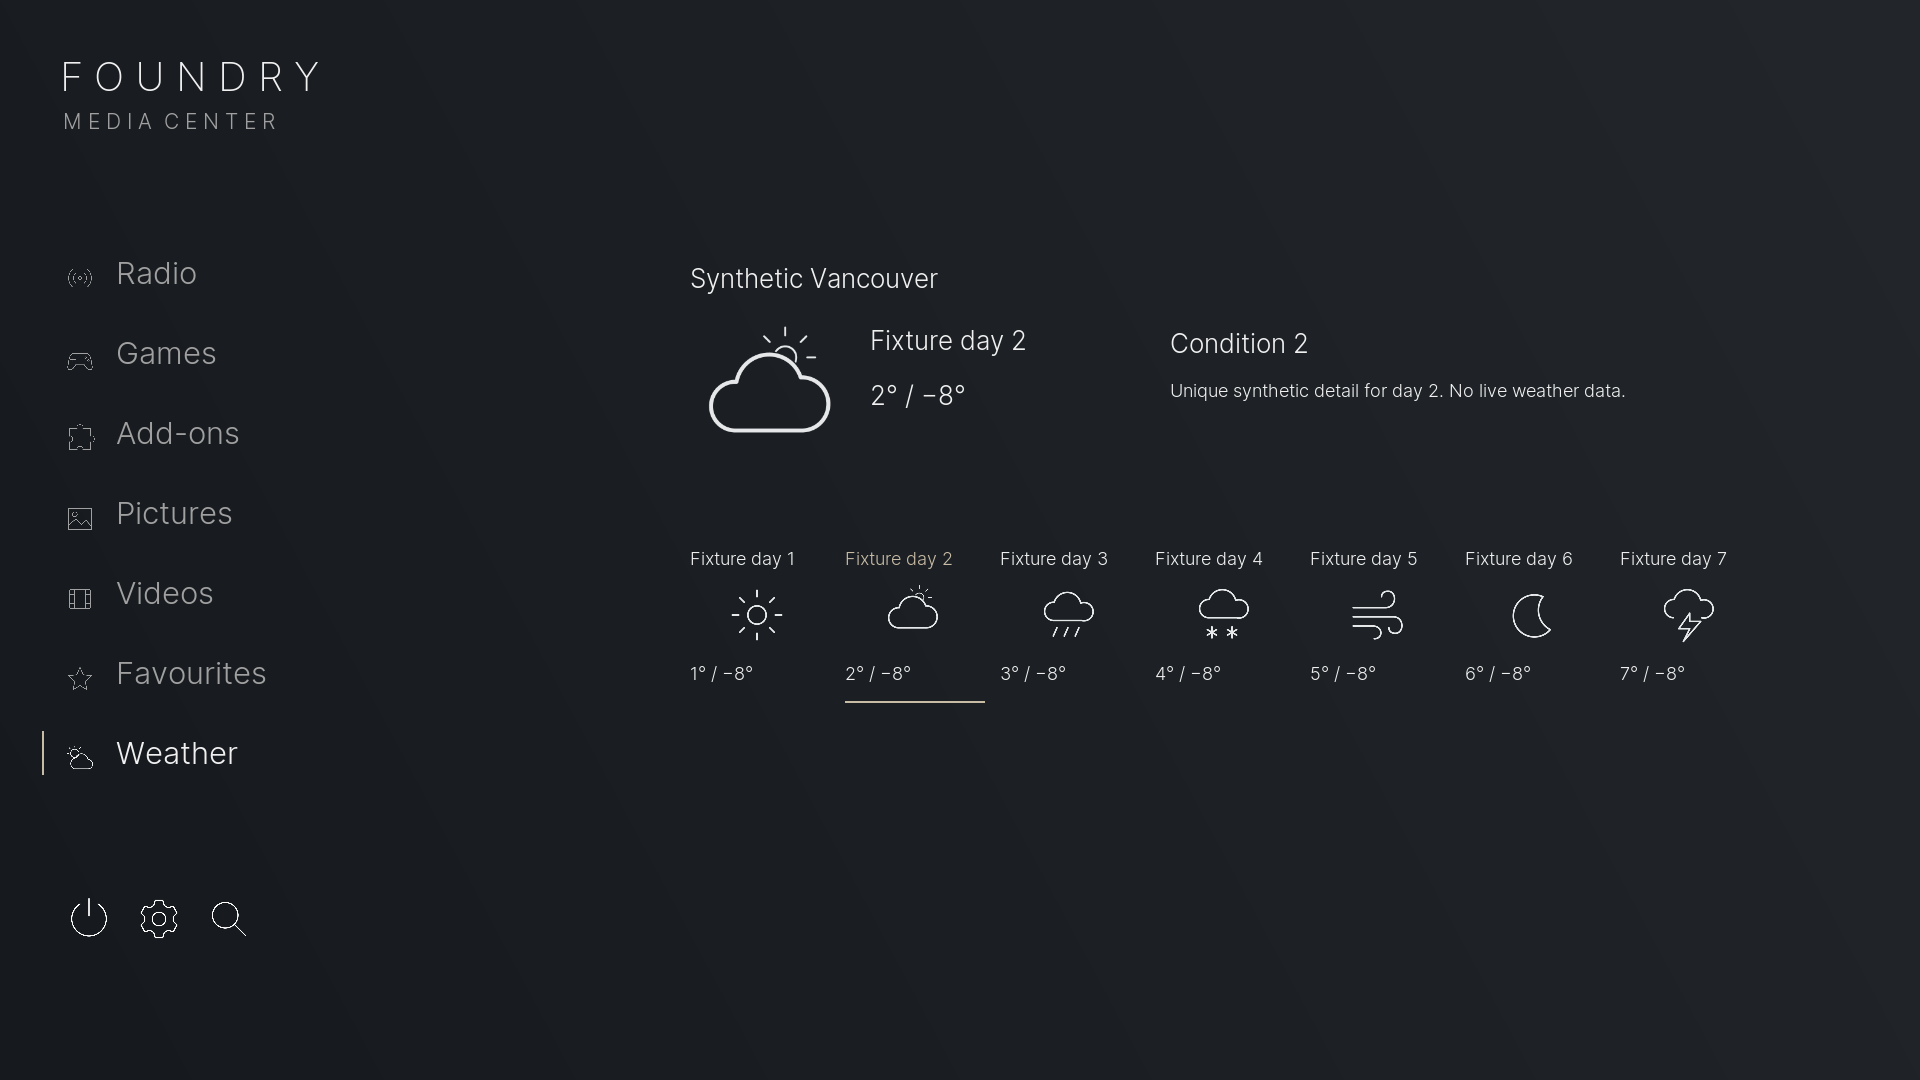 FOUNDRY
MEDIA CENTER
Radio
Games
Add-ons
Pictures
Videos
Favourites
Weather
Synthetic Vancouver
Fixture day 2
2° / −8°
Condition 2
Unique synthetic detail for day 2. No live weather data.
Fixture day 1
Fixture day 2
Fixture day 3
Fixture day 4
Fixture day 5
Fixture day 6
Fixture day 7
1° / −8°
2° / −8°
3° / −8°
4° / −8°
5° / −8°
6° / −8°
7° / −8°